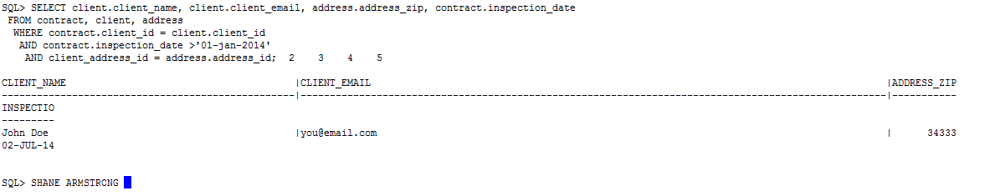 SQL> SELECT client.client_name, client.client_email, address.address_zip, contract.inspection_date
FROM contract, client, address
WHERE contract.client_id = client.client_id
AND contract.inspection_date >'01-jan-2014'
AND client_address_id = address.address_id; 2 3 4 5
CLIENT_NAME |CLIENT_EMAIL |ADDRESS_ZIP
--------------------------------------------------|----------------------------------------------------------------------------------------------------|-----------
INSPECTIO
---------
John Doe |you@email.com | 34333
02-JUL-14
SQL> SHANE ARMSTRONG